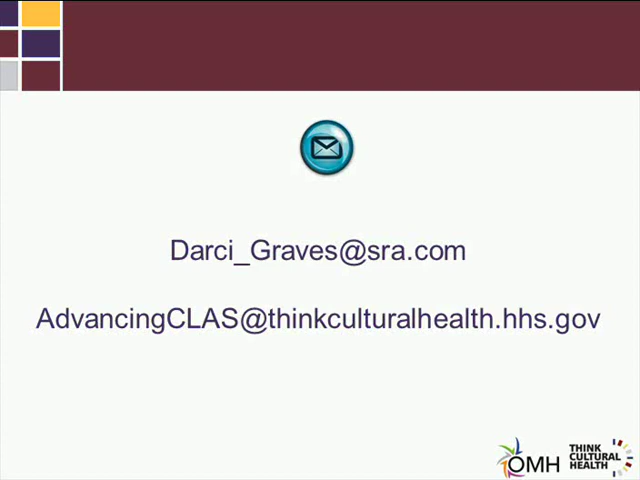 Darci_Graves@sra.com
AdvancingCLAS@thinkculturalhealth.hhs.gov
OMH
THINK
CULTURAL
HEALTH